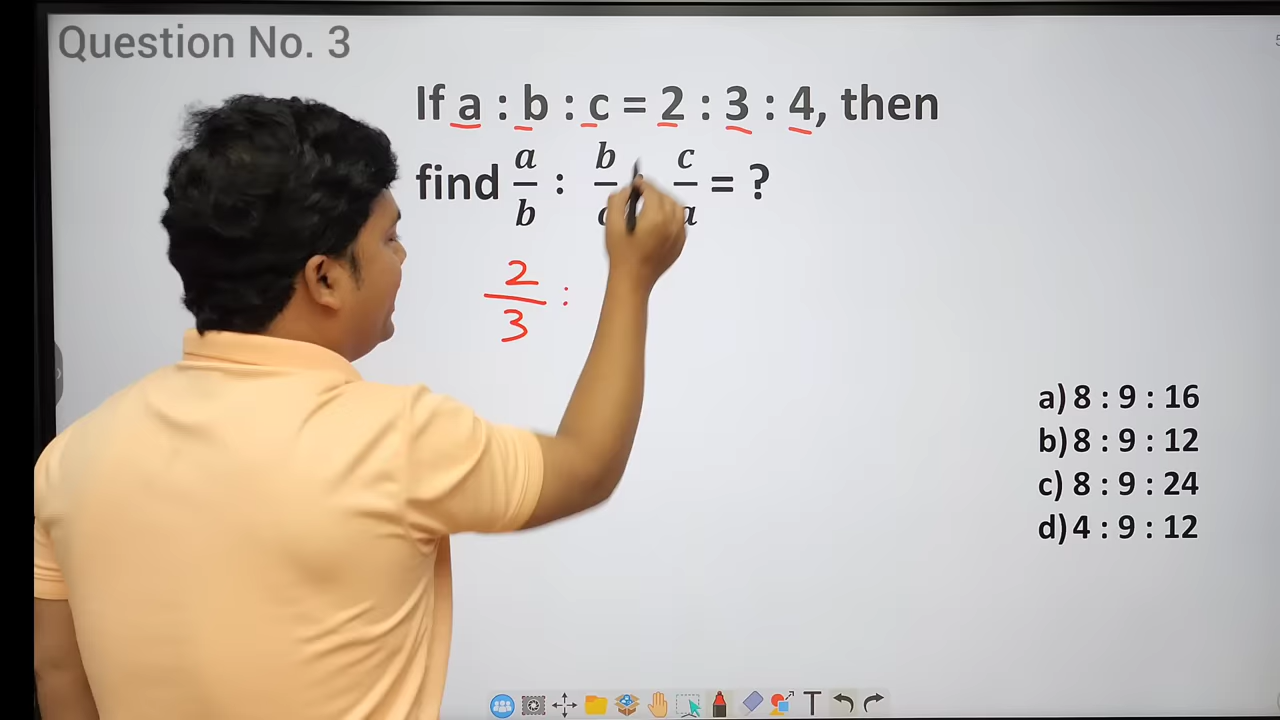 Question No. 3
If a : b : c = 2 : 3 : 4, then
find a/b : b/c : c/a = ?
2/3 :
a) 8 : 9 : 16
b) 8 : 9 : 12
c) 8 : 9 : 24
d) 4 : 9 : 12
T